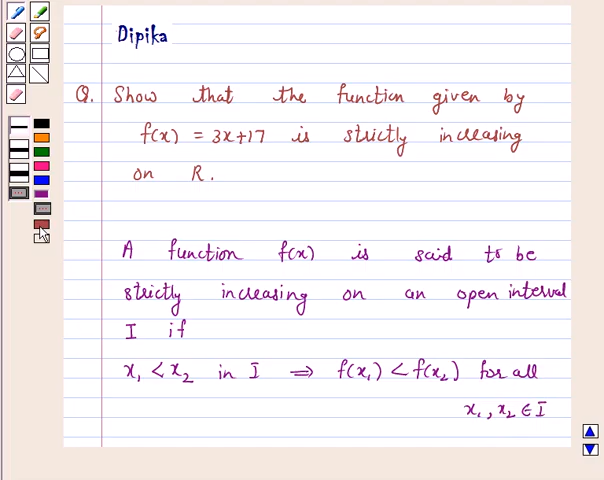 Dipika
Q. Show that the function given by
f(x) = 3x+17 is strictly increasing
on R.
A function f(x) is said to be
strictly increasing on an open interval
I if
x₁ < x₂ in I ⟹ f(x₁) < f(x₂) for all
x₁, x₂ ∈ I